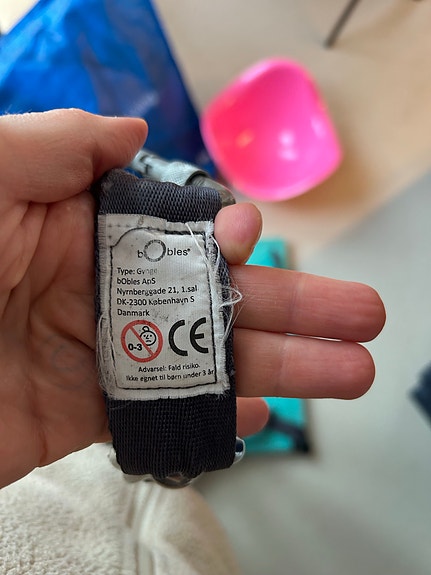 bObles®
Type: Gynge
bObles ApS
Nyrnberggade 21, 1.sal
DK-2300 København S
Danmark
0-3
CE
Advarsel: Fald risiko.
Ikke egnet til børn under 3 år